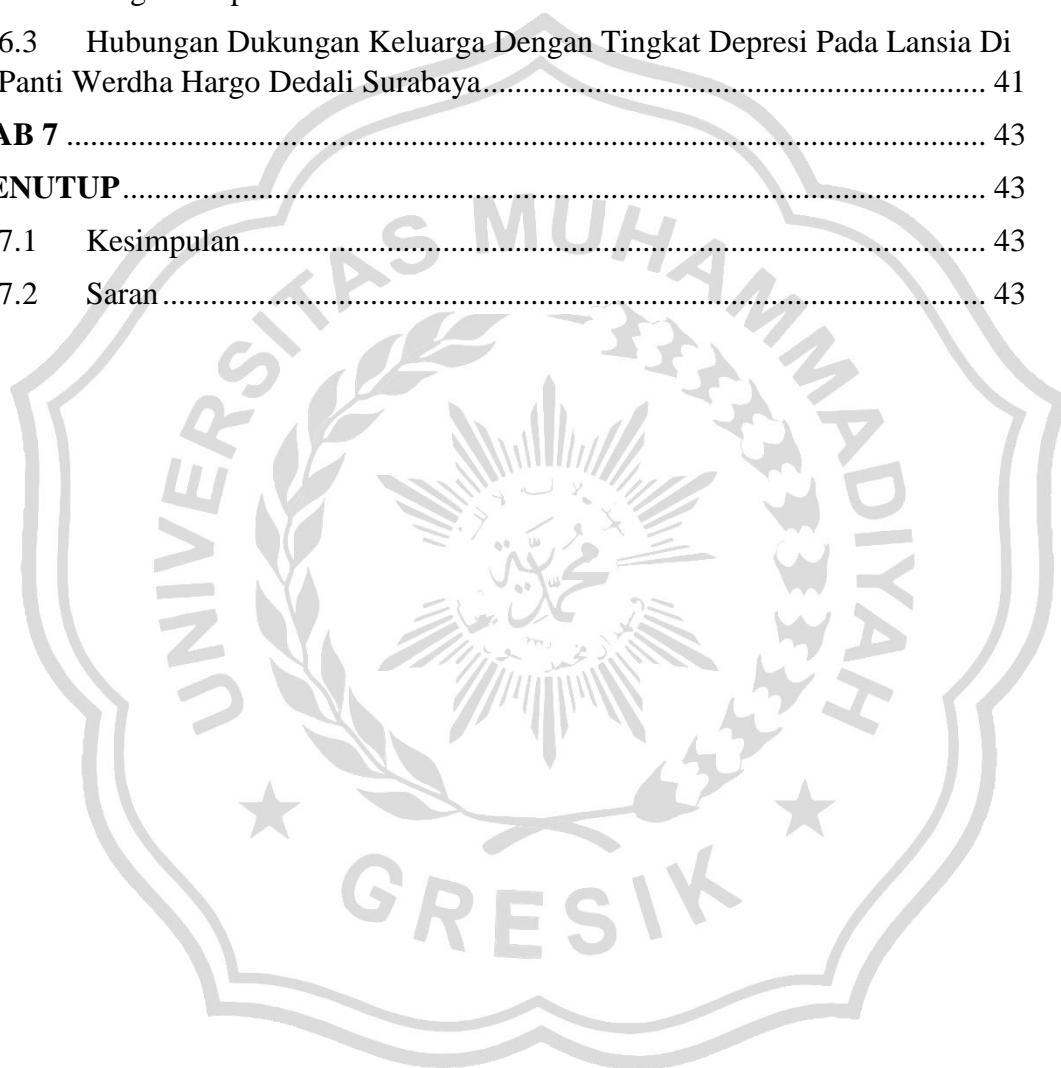 6.3 Hubungan Dukungan Keluarga Dengan Tingkat Depresi Pada Lansia Di
Panti Werdha Hargo Dedali Surabaya........................................................... 41
AB 7 ........................................................................................................... 43
ENUTUP.................................................................................................... 43
7.1 Kesimpulan........................................................................................... 43
7.2 Saran.................................................................................................... 43
UNIVERSITAS MUHAMMADIYAH
GRESIK